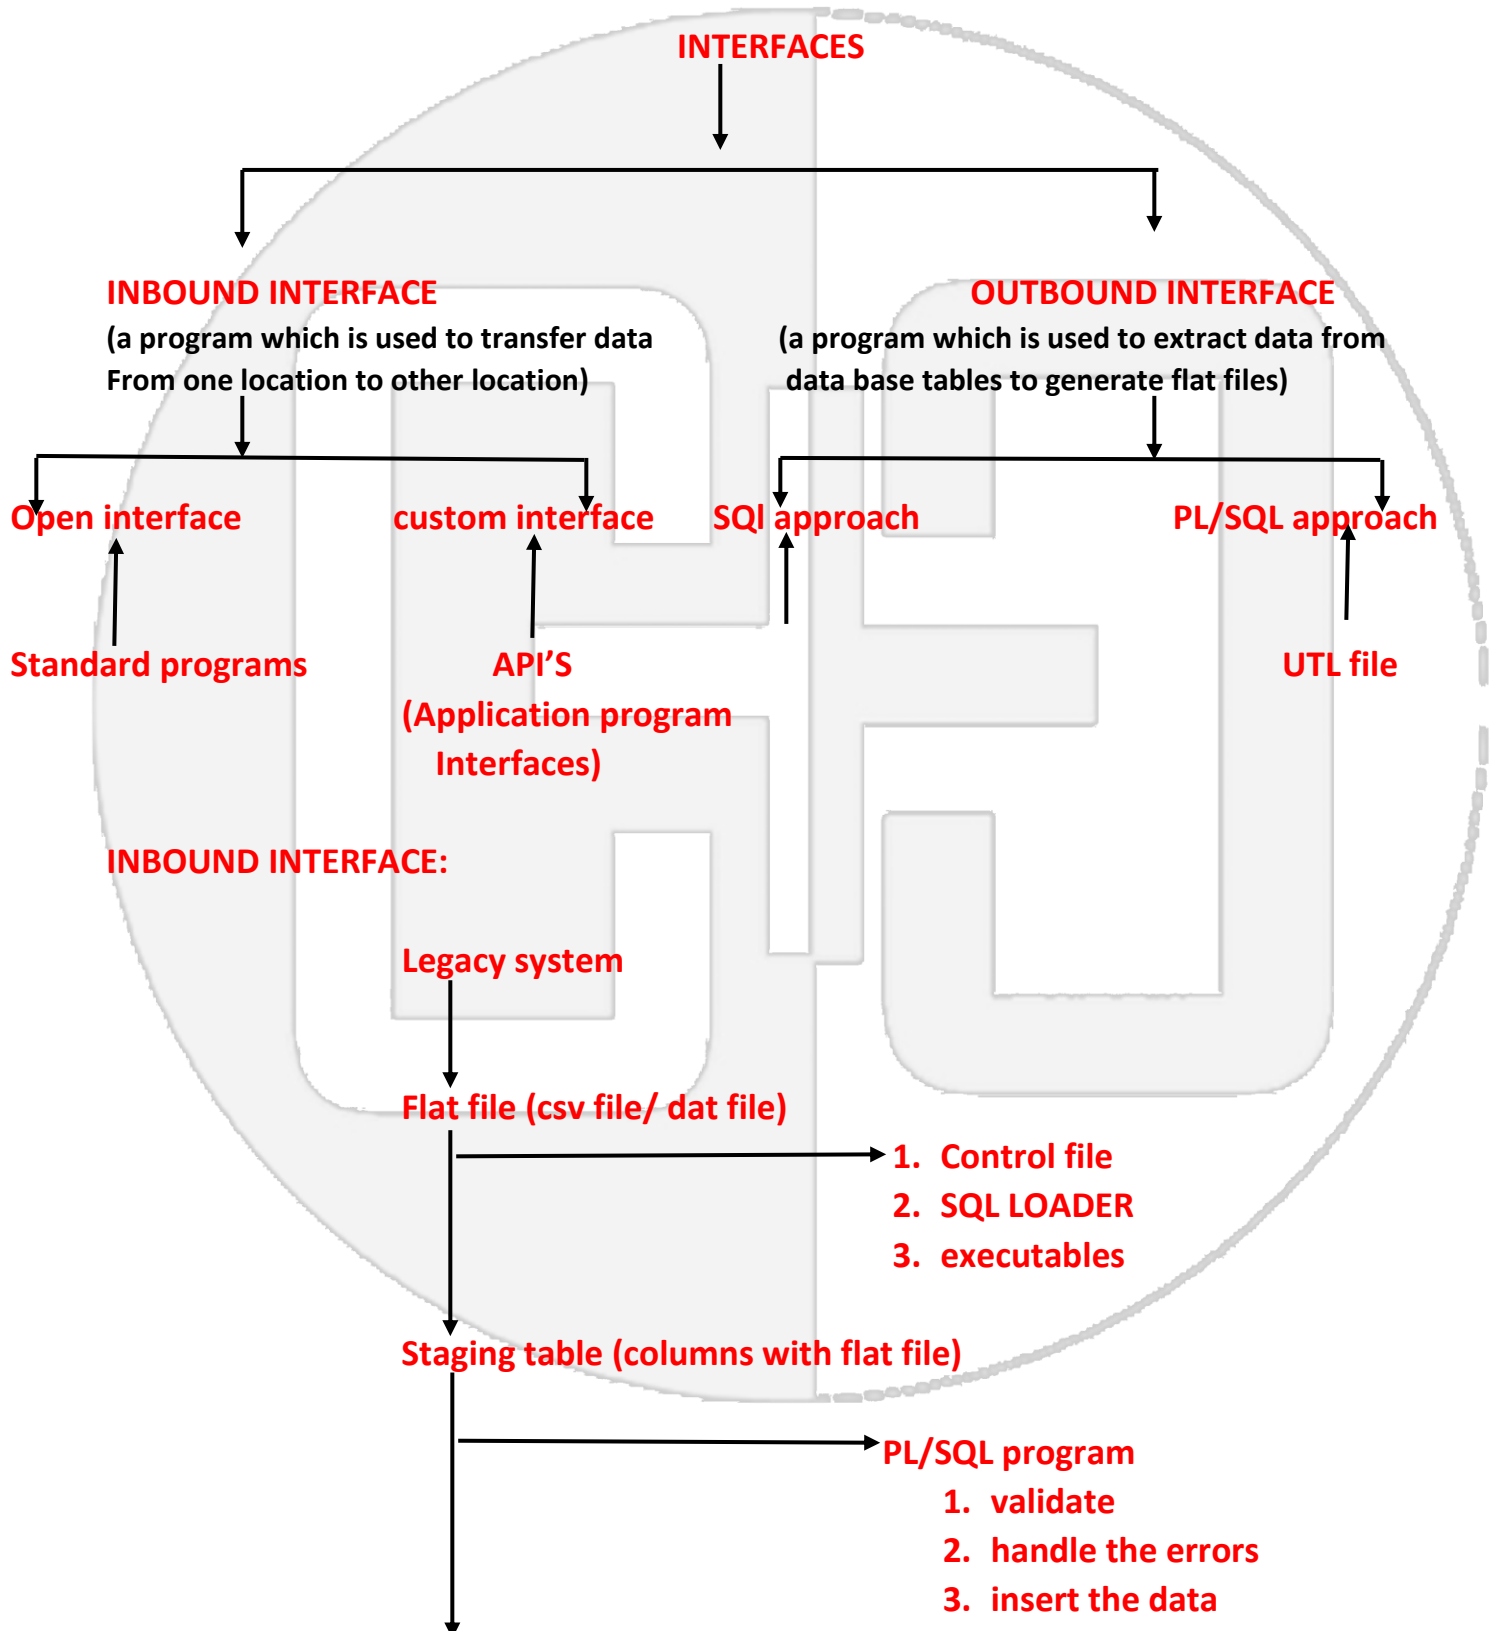 INTERFACES
INBOUND INTERFACE
OUTBOUND INTERFACE
(a program which is used to transfer data
From one location to other location)
(a program which is used to extract data from
data base tables to generate flat files)
Open interface
custom interface
SQl approach
PL/SQL approach
Standard programs
API’S
(Application program
Interfaces)
UTL file
INBOUND INTERFACE:
Legacy system
Flat file (csv file/ dat file)
1. Control file
2. SQL LOADER
3. executables
Staging table (columns with flat file)
PL/SQL program
1. validate
2. handle the errors
3. insert the data